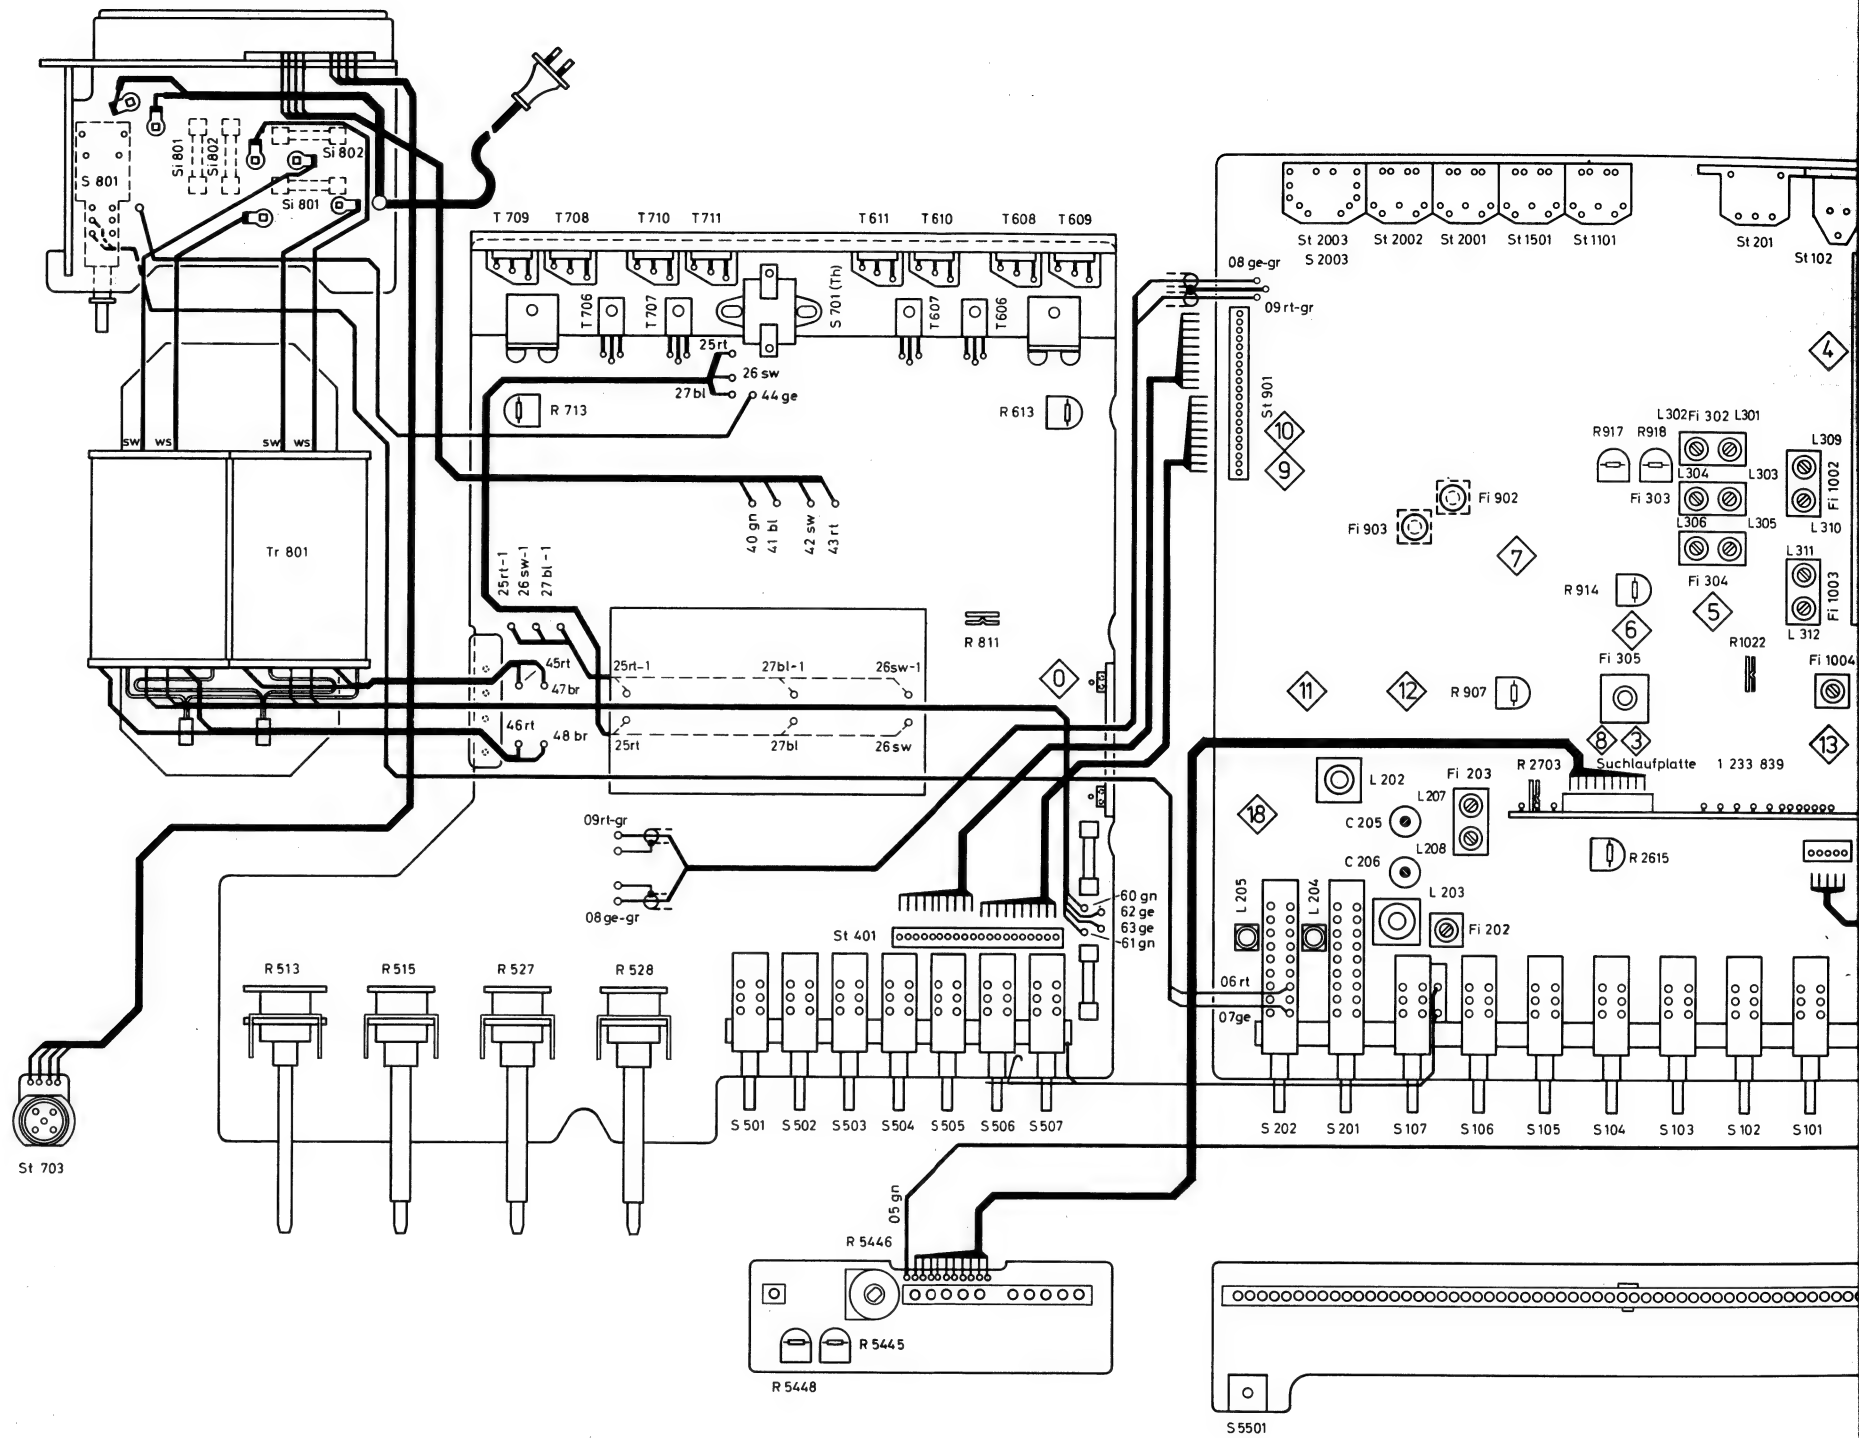 S 801
Si 801
Si 802
Si 802
Si 801
sw
ws
sw
ws
Tr 801
St 703
T 709
T 708
T 710
T 711
T 611
T 610
T 608
T 609
T 706
T 707
S 701 (Th)
T 607
T 606
25rt
26 sw
27 bl
44 ge
R 713
R 613
40 gn
41 bl
42 sw
43 rt
25rt-1
26 sw-1
27 bl-1
R 811
45rt
47 br
46 rt
48 br
25rt-1
27bl-1
26sw-1
25rt
27bl
26 sw
0
09rt-gr
08 ge-gr
St 401
60 gn
62 ge
63 ge
61 gn
R 513
R 515
R 527
R 528
S 501
S 502
S 503
S 504
S 505
S 506
S 507
05 gn
R 5446
R 5445
R 5448
St 2003
S 2003
St 2002
St 2001
St 1501
St 1101
St 201
St 102
08 ge-gr
09 rt-gr
St 901
10
9
4
L302
Fi 302
L301
R 917
R 918
L309
L304
L303
Fi 1002
Fi 303
L306
L305
L310
Fi 902
Fi 903
7
L311
Fi 304
Fi 1003
R 914
5
6
L 312
R1022
Fi 305
Fi 1004
11
12
R 907
8
3
13
R 2703
Suchlaufplatte 1 233 839
L 202
Fi 203
L207
18
C 205
L208
C 206
R 2615
L 205
L 204
L 203
Fi 202
06 rt
07ge
S 202
S 201
S 107
S 106
S 105
S 104
S 103
S 102
S 101
S 5501